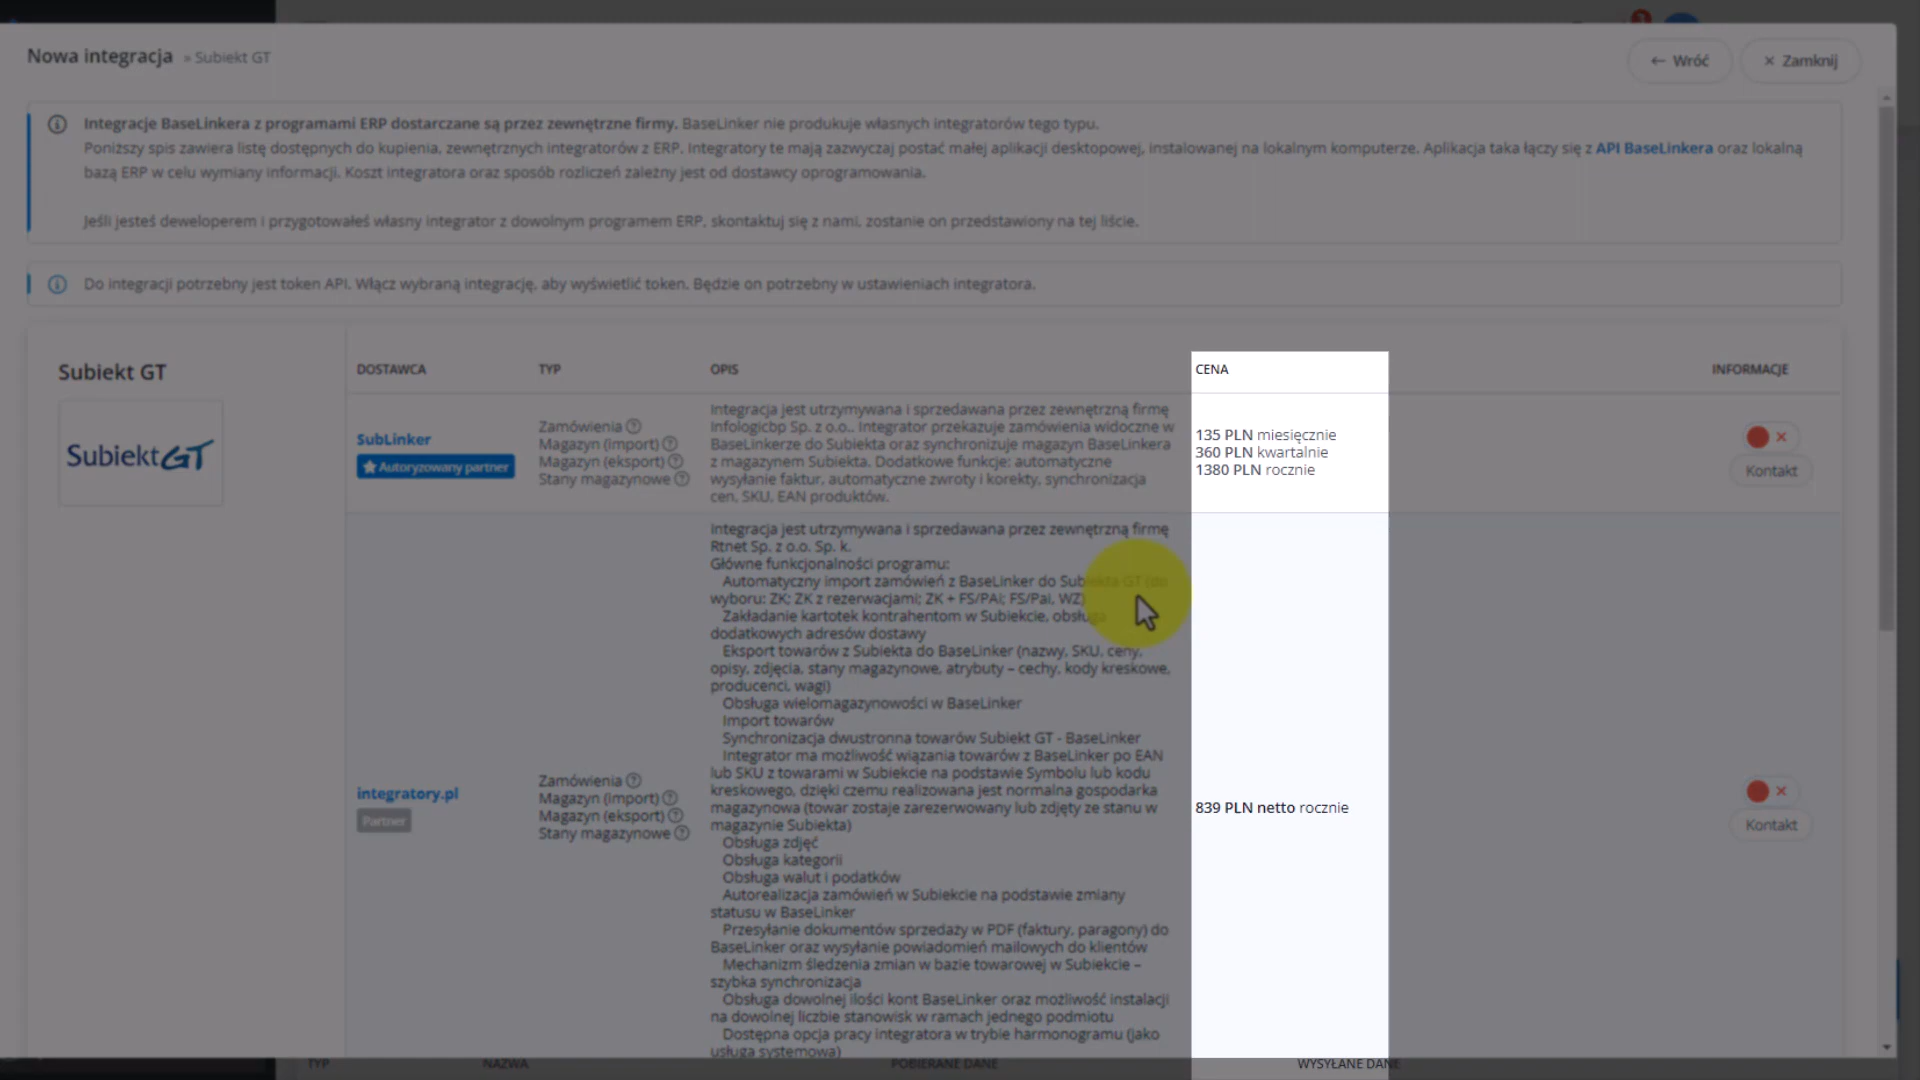 Nowa integracja » Subiekt GT
← Wróć
× Zamknij
Integracje BaseLinkera z programami ERP dostarczane są przez zewnętrzne firmy. BaseLinker nie produkuje własnych integratorów tego typu.
Poniższy spis zawiera listę dostępnych do kupienia, zewnętrznych integratorów z ERP. Integratory te mają zazwyczaj postać małej aplikacji desktopowej, instalowanej na lokalnym komputerze. Aplikacja taka łączy się z API BaseLinkera oraz lokalną
bazą ERP w celu wymiany informacji. Koszt integratora oraz sposób rozliczeń zależny jest od dostawcy oprogramowania.
Jeśli jesteś deweloperem i przygotowałeś własny integrator z dowolnym programem ERP, skontaktuj się z nami, zostanie on przedstawiony na tej liście.
Do integracji potrzebny jest token API. Włącz wybraną integrację, aby wyświetlić token. Będzie on potrzebny w ustawieniach integratora.
Subiekt GT
Subiekt GT
DOSTAWCA
TYP
OPIS
CENA
INFORMACJE
SubLinker
Autoryzowany partner
Zamówienia
Magazyn (import)
Magazyn (eksport)
Stany magazynowe
Integracja jest utrzymywana i sprzedawana przez zewnętrzną firmę
Infologicbp Sp. z o.o.. Integrator przekazuje zamówienia widoczne w
BaseLinkerze do Subiekta oraz synchronizuje magazyn BaseLinkera
z magazynem Subiekta. Dodatkowe funkcje: automatyczne
wysyłanie faktur, automatyczne zwroty i korekty, synchronizacja
cen, SKU, EAN produktów.
135 PLN miesięcznie
360 PLN kwartalnie
1380 PLN rocznie
Kontakt
integratory.pl
Partner
Zamówienia
Magazyn (import)
Magazyn (eksport)
Stany magazynowe
Integracja jest utrzymywana i sprzedawana przez zewnętrzną firmę
Rtnet Sp. z o.o. Sp. k.
Główne funkcjonalności programu:
Automatyczny import zamówień z BaseLinker do Subiekta GT (do
wyboru: ZK; ZK z rezerwacjami; ZK + FS/PAi; FS/Pai, WZ)
Zakładanie kartotek kontrahentom w Subiekcie, obsługa
dodatkowych adresów dostawy
Eksport towarów z Subiekta do BaseLinker (nazwy, SKU, ceny,
opisy, zdjęcia, stany magazynowe, atrybuty – cechy, kody kreskowe,
producenci, wagi)
Obsługa wielomagazynowości w BaseLinker
Import towarów
Synchronizacja dwustronna towarów Subiekt GT - BaseLinker
Integrator ma możliwość wiązania towarów z BaseLinker po EAN
lub SKU z towarami w Subiekcie na podstawie Symbolu lub kodu
kreskowego, dzięki czemu realizowana jest normalna gospodarka
magazynowa (towar zostaje zarezerwowany lub zdjęty ze stanu w
magazynie Subiekta)
Obsługa zdjęć
Obsługa kategorii
Obsługa walut i podatków
Autorealizacja zamówień w Subiekcie na podstawie zmiany
statusu w BaseLinker
Przesyłanie dokumentów sprzedaży w PDF (faktury, paragony) do
BaseLinker oraz wysyłanie powiadomień mailowych do klientów
Mechanizm śledzenia zmian w bazie towarowej w Subiekcie –
szybka synchronizacja
Obsługa dowolnej ilości kont BaseLinker oraz możliwość instalacji
na dowolnej liczbie stanowisk w ramach jednego podmiotu
Dostępna opcja pracy integratora w trybie harmonogramu (jako
usługa systemowa)
839 PLN netto rocznie
Kontakt
TYP
NAZWA
POBIERANE DANE
WYSYŁANE DANE